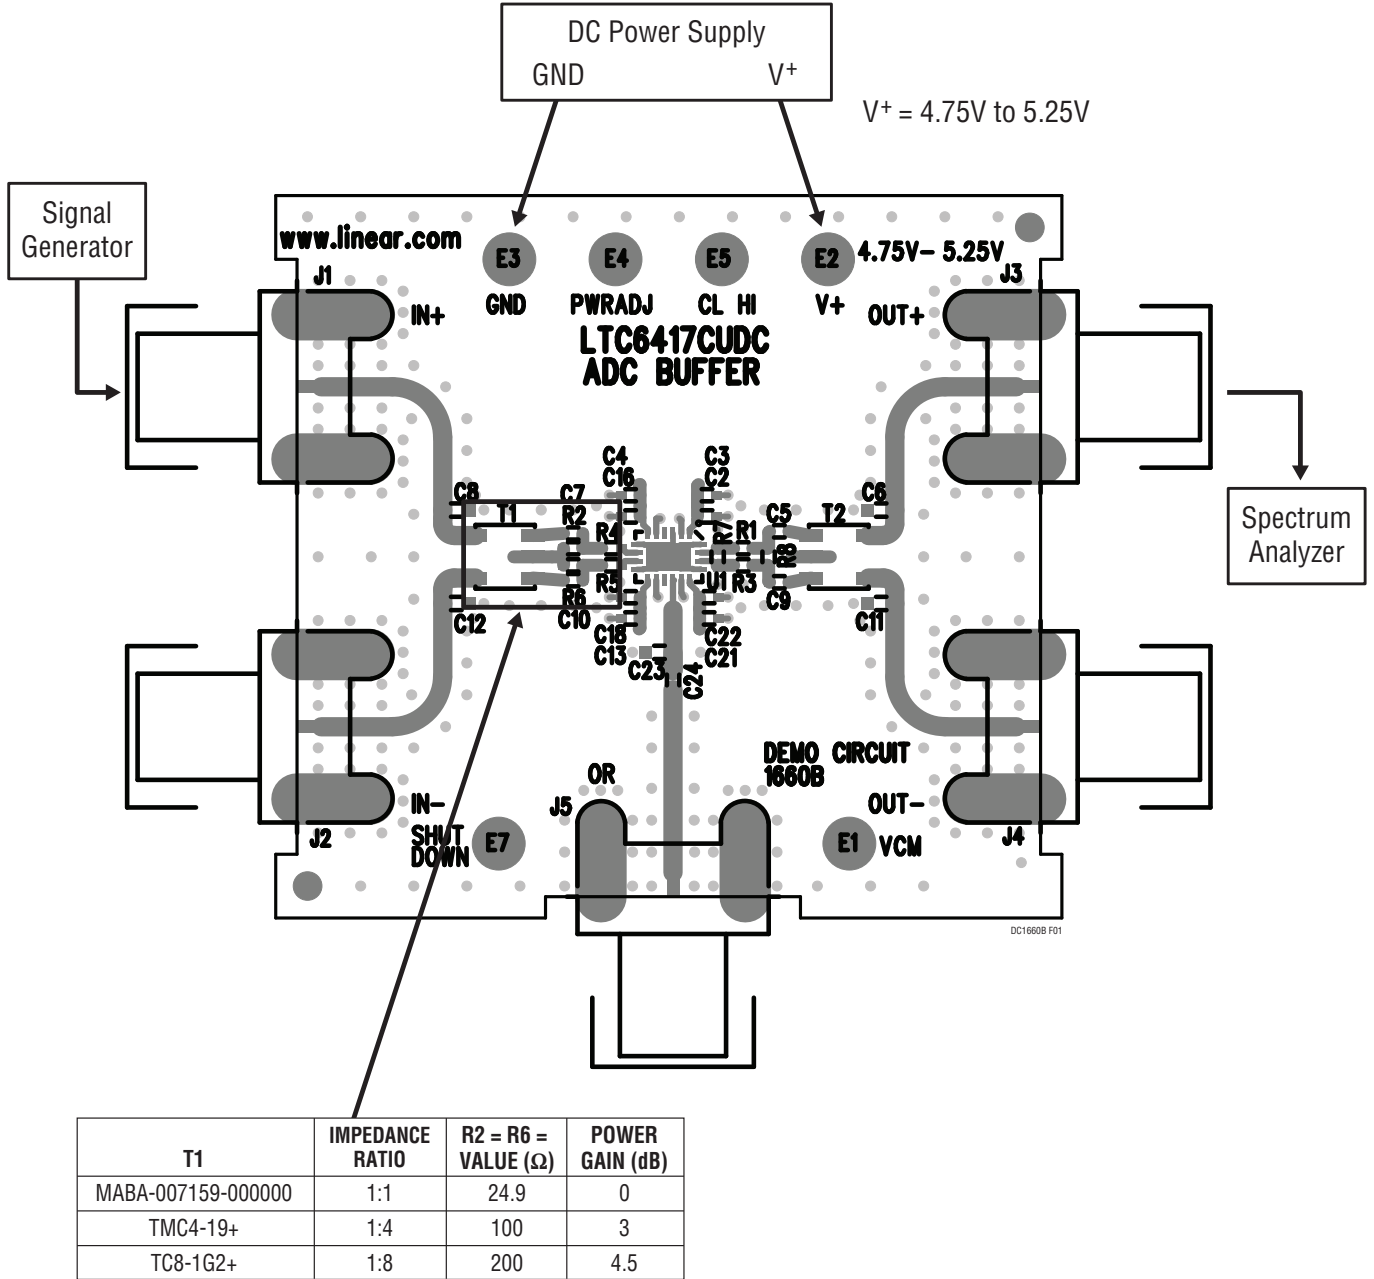 DC Power Supply
GND V+
V+ = 4.75V to 5.25V
Signal
Generator
www.linear.com
E3 E4 E5 E2 4.75V- 5.25V
J1 J3
IN+ GND PWRADJ CL HI V+ OUT+
LTC6417CUDC
ADC BUFFER
C4 C3
C16 C2
C8 C7 C5 C6
T1 R2 R4 R7 R1 R8 T2
R5 U1 R3
R6 C9
C12 C10 C11
C18 C22
C13 C21
C23 C24
Spectrum
Analyzer
DEMO CIRCUIT
1660B
OR
J5
IN- OUT-
J2 SHUT J4
DOWN E7 E1 VCM
DC1660B F01
T1 IMPEDANCE RATIO R2 = R6 = VALUE (Ω) POWER GAIN (dB)
MABA-007159-000000 1:1 24.9 0
TMC4-19+ 1:4 100 3
TC8-1G2+ 1:8 200 4.5